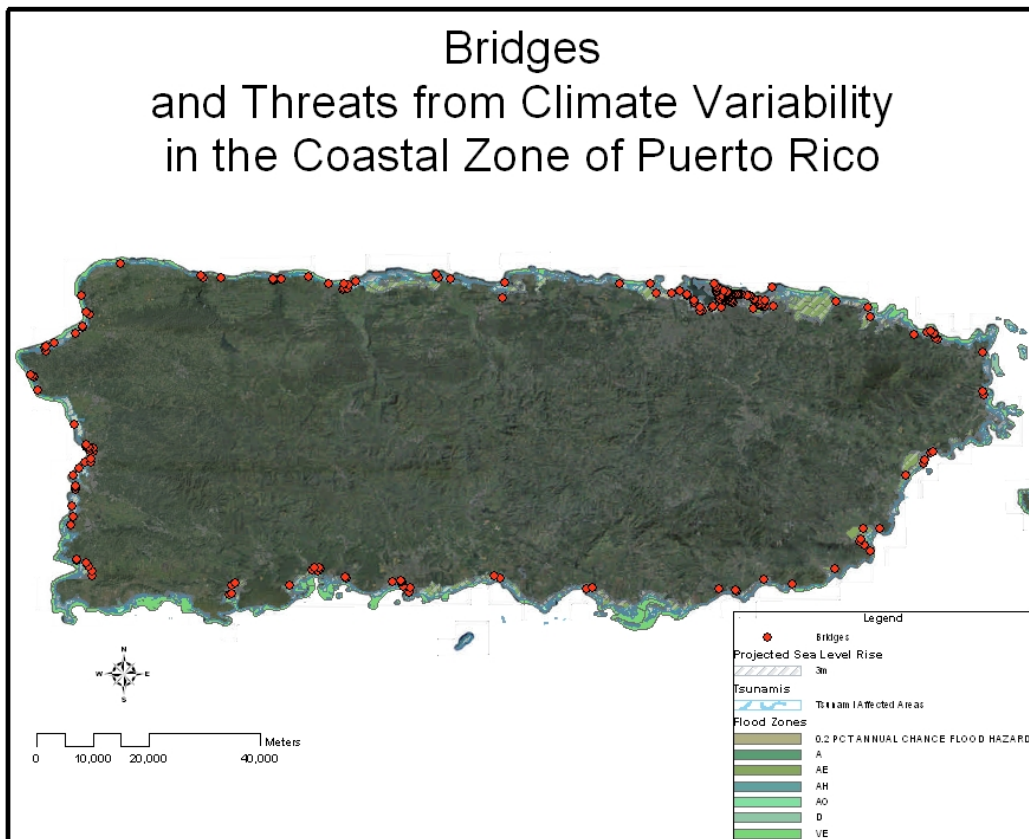 Bridges
and Threats from Climate Variability
in the Coastal Zone of Puerto Rico
N
W E
S
Meters
0 10,000 20,000 40,000
Legend
Bridges
Projected Sea Level Rise
3m
Tsunamis
Tsunami Affected Areas
Flood Zones
0.2 PCT ANNUAL CHANCE FLOOD HAZARD
A
AE
AH
AO
D
VE